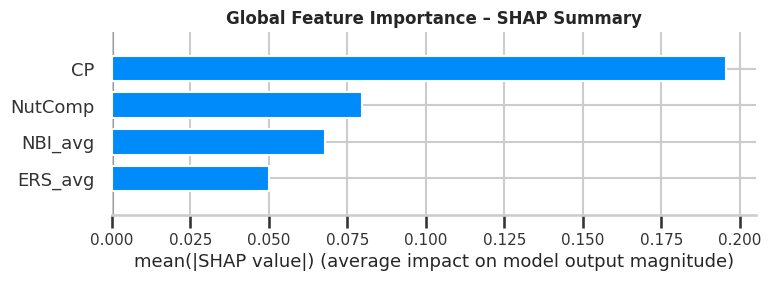 Global Feature Importance – SHAP Summary
CP
NutComp
NBI_avg
ERS_avg
0.000 0.025 0.050 0.075 0.100 0.125 0.150 0.175 0.200
mean(|SHAP value|) (average impact on model output magnitude)